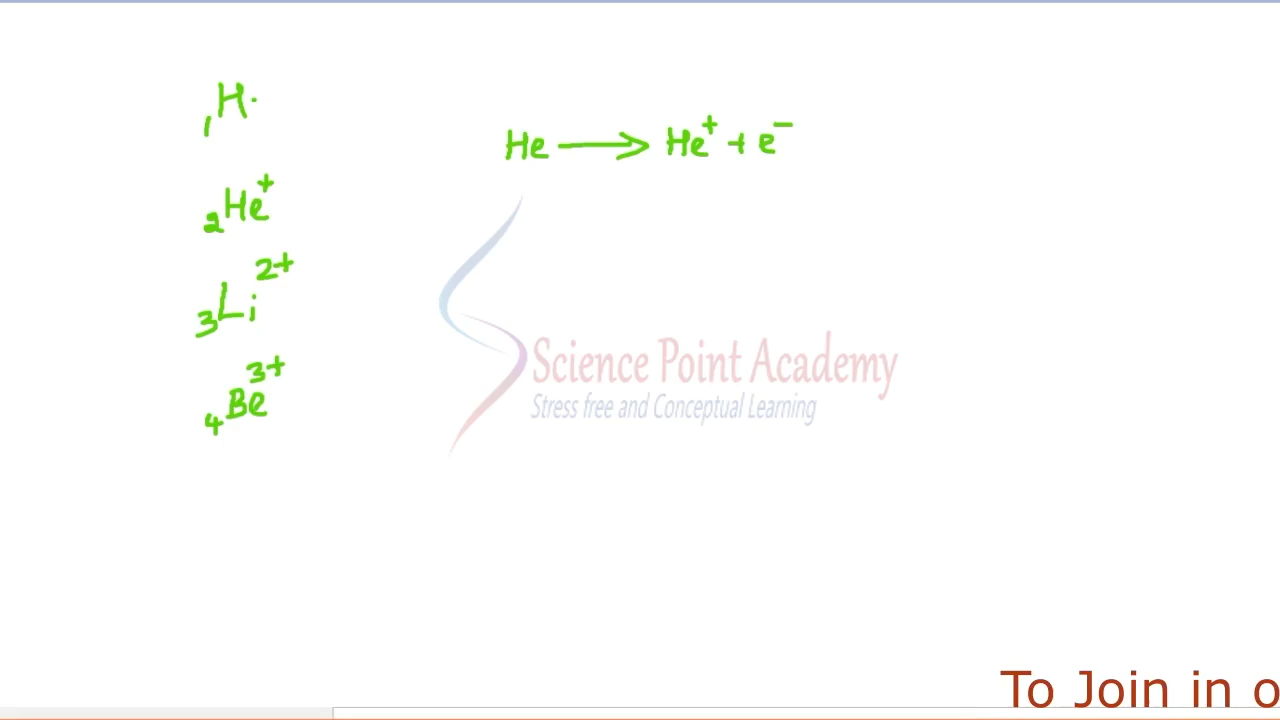 ₁H·
He ⟶ He⁺ + e⁻
₂He⁺
₃Li²⁺
₄Be³⁺
Science Point Academy
Stress free and Conceptual Learning
To Join in o